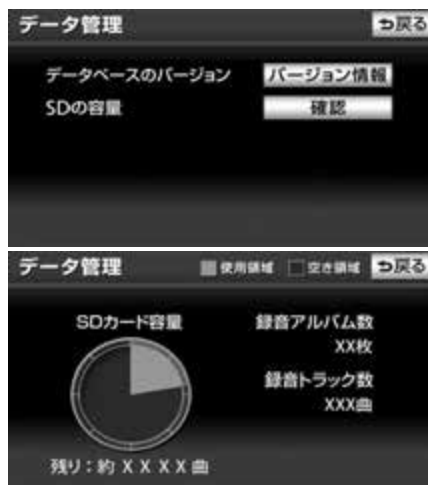 データ管理
戻る
データベースのバージョン
バージョン情報
SDの容量
確認
データ管理
使用領域
空き領域
戻る
SDカード容量
録音アルバム数
XX枚
録音トラック数
XXX曲
残り:約 X X X X 曲